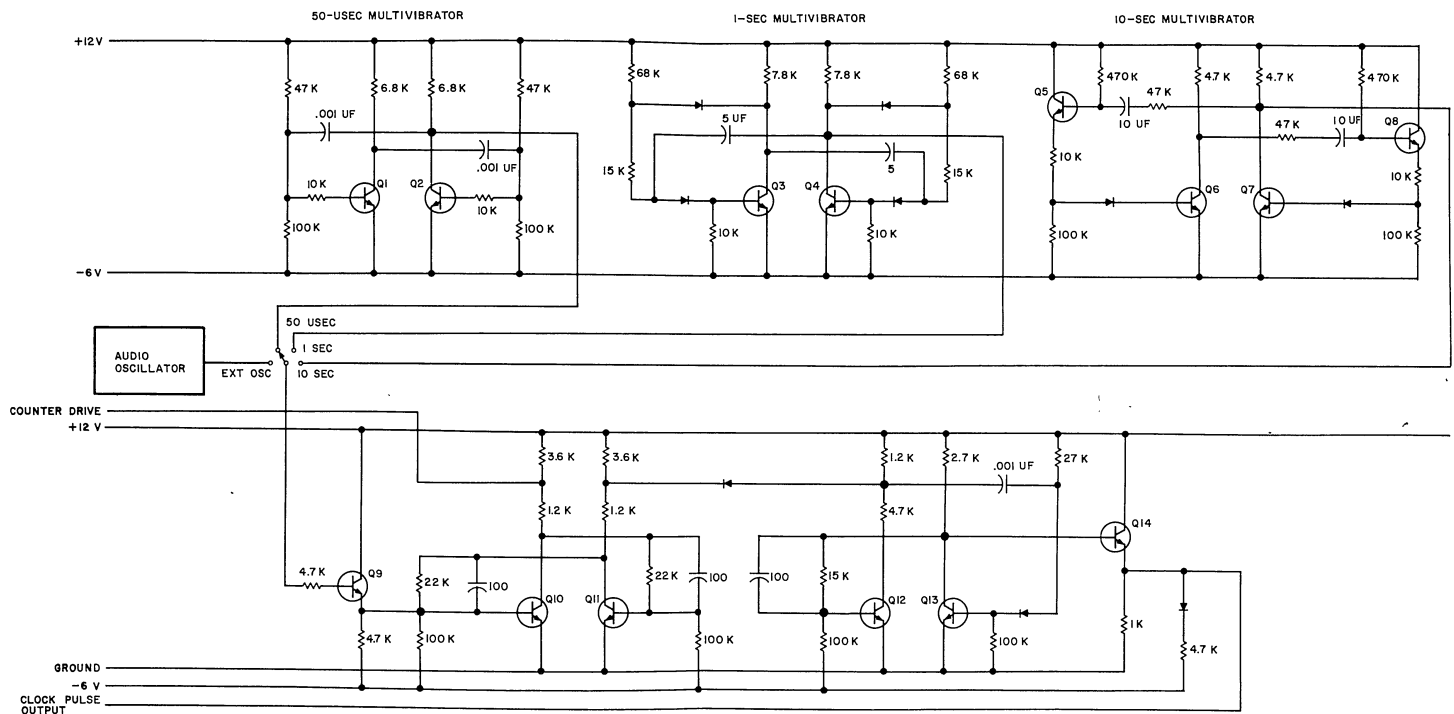 50-USEC MULTIVIBRATOR
1-SEC MULTIVIBRATOR
10-SEC MULTIVIBRATOR
+12V
47 K
6.8 K
6.8 K
47 K
.001 UF
.001 UF
10 K
Q1
Q2
10 K
100 K
100 K
68 K
7.8 K
7.8 K
68 K
5 UF
5
15 K
15 K
Q3
Q4
10 K
10 K
Q5
470K
47 K
10 UF
4.7 K
4.7 K
470 K
47 K
10 UF
Q8
10 K
10 K
Q6
Q7
100 K
100 K
-6 V
50 USEC
1 SEC
AUDIO
OSCILLATOR
EXT OSC
10 SEC
COUNTER DRIVE
+12 V
3.6 K
3.6 K
1.2 K
2.7 K
27 K
.001 UF
1.2 K
1.2 K
4.7 K
Q14
4.7 K
Q9
22 K
100
22 K
100
100
15 K
Q10
Q11
Q12
Q13
4.7 K
100 K
100 K
100 K
100 K
1 K
4.7 K
GROUND
-6 V
CLOCK PULSE
OUTPUT